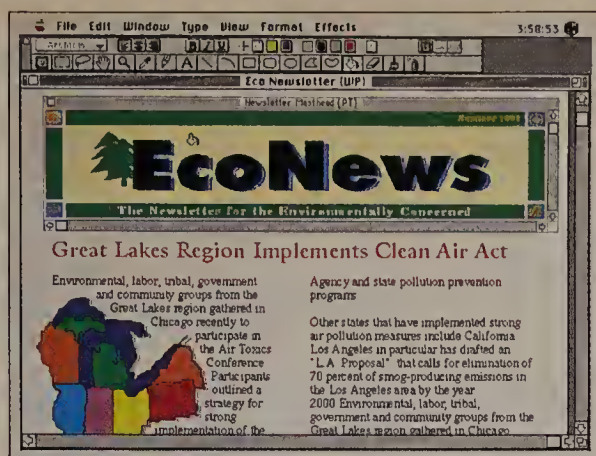 File Edit Window Type View Format Effects 3:58:53
B I U
A
Eco Newsletter (WP)
Newsletter Masthead (PT)
EcoNews
The Newsletter for the Environmentally Concerned
Great Lakes Region Implements Clean Air Act
Environmental, labor, tribal, government
and community groups from the
Great Lakes region gathered in
Chicago recently to
participate in
the Air Toxics
Conference
Participants
outlined a
strategy for
strong
implementation of the
Agency and state pollution prevention
programs
Other states that have implemented strong
air pollution measures include California
Los Angeles in particular has drafted an
"L.A. Proposal" that calls for elimination of
70 percent of smog-producing emissions in
the Los Angeles area by the year
2000 Environmental, labor, tribal,
government and community groups from the
Great Lakes region gathered in Chicago